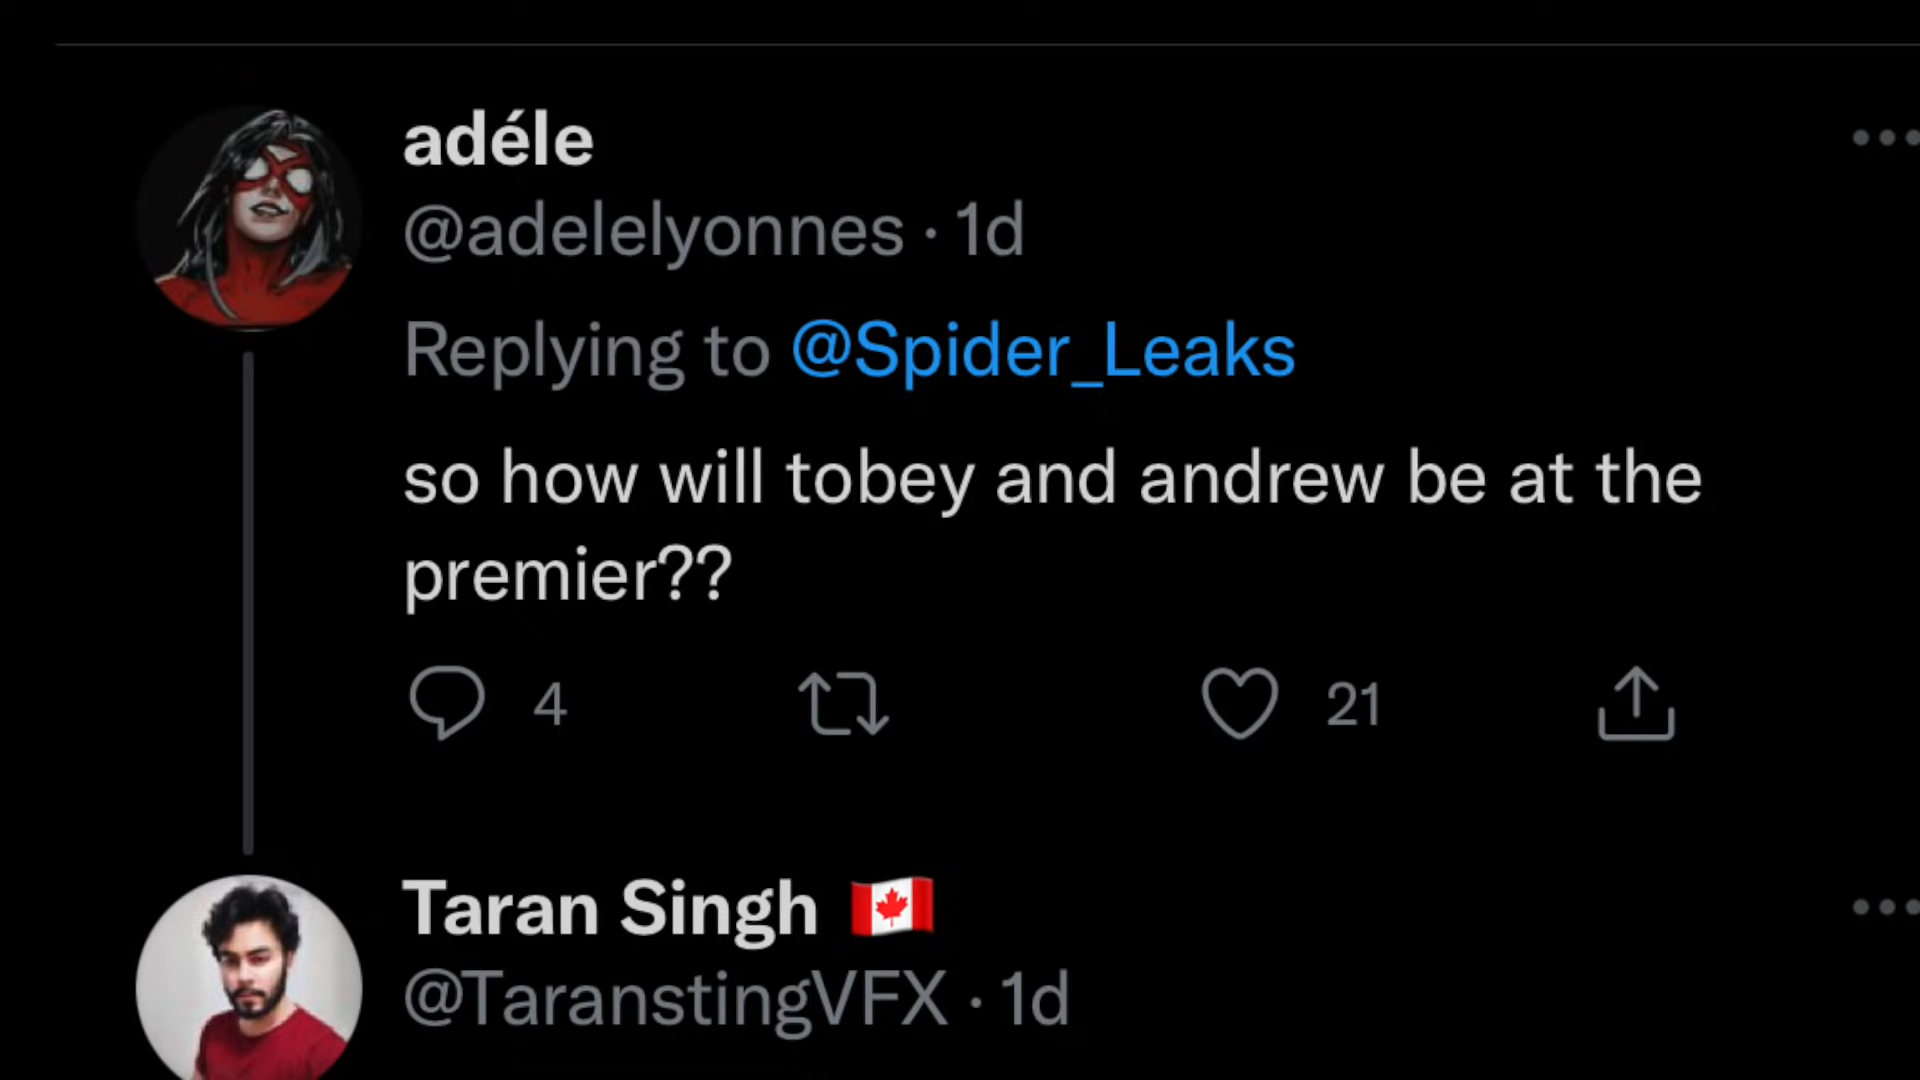 adéle
@adelelyonnes · 1d
Replying to @Spider_Leaks
so how will tobey and andrew be at the
premier??
4 21
Taran Singh 🇨🇦
@TaranstingVFX · 1d